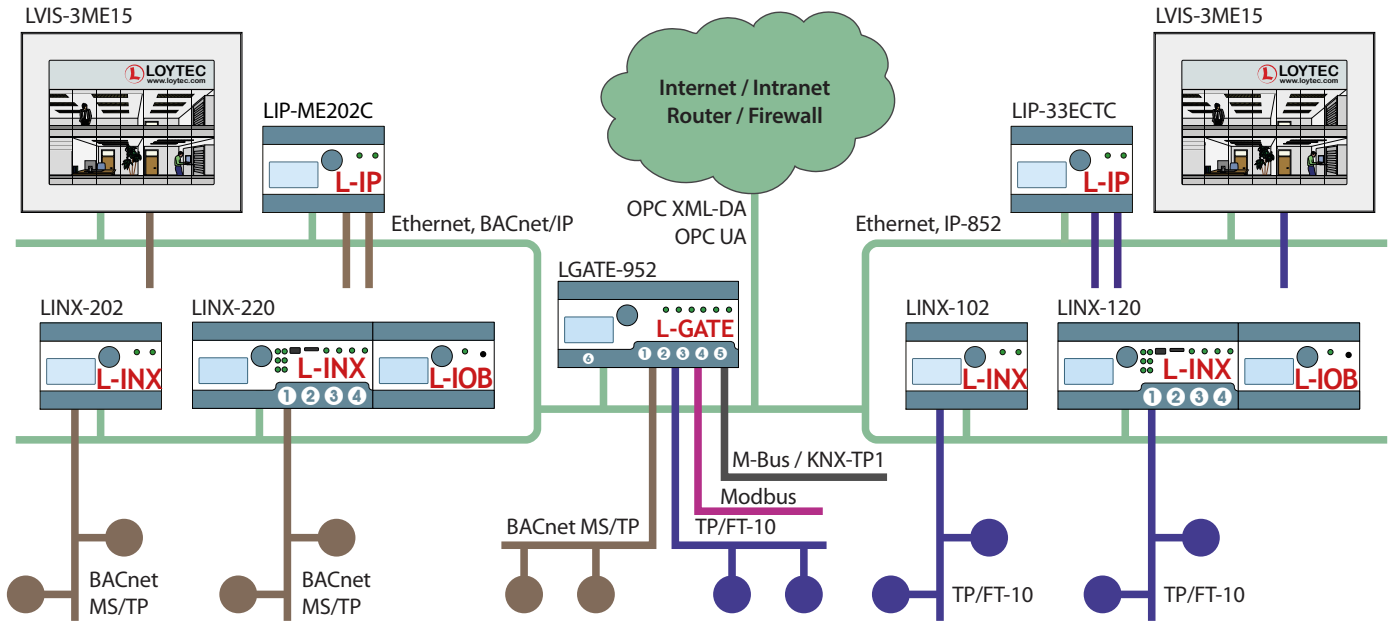 LVIS-3ME15
LOYTEC
www.loytec.com
LIP-ME202C
L-IP
Internet / Intranet
Router / Firewall
LIP-33ECTC
L-IP
LVIS-3ME15
LOYTEC
www.loytec.com
Ethernet, BACnet/IP
OPC XML-DA
OPC UA
Ethernet, IP-852
LINX-202
L-INX
LINX-220
L-INX
1 2 3 4
L-IOB
LGATE-952
L-GATE
6 1 2 3 4 5
LINX-102
L-INX
LINX-120
L-INX
1 2 3 4
L-IOB
M-Bus / KNX-TP1
Modbus
BACnet MS/TP
TP/FT-10
BACnet
MS/TP
BACnet
MS/TP
TP/FT-10
TP/FT-10